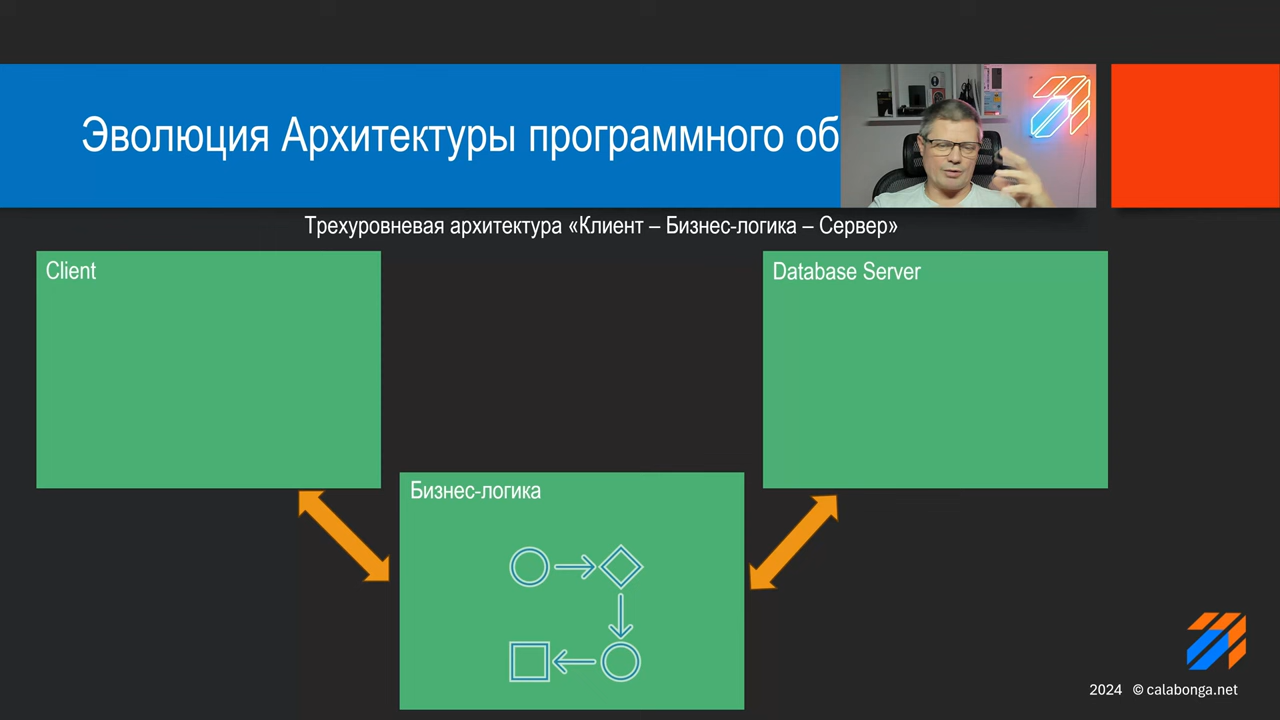 Эволюция Архитектуры программного об
Трехуровневая архитектура «Клиент – Бизнес-логика – Сервер»
Client
Database Server
Бизнес-логика
2024 © calabonga.net